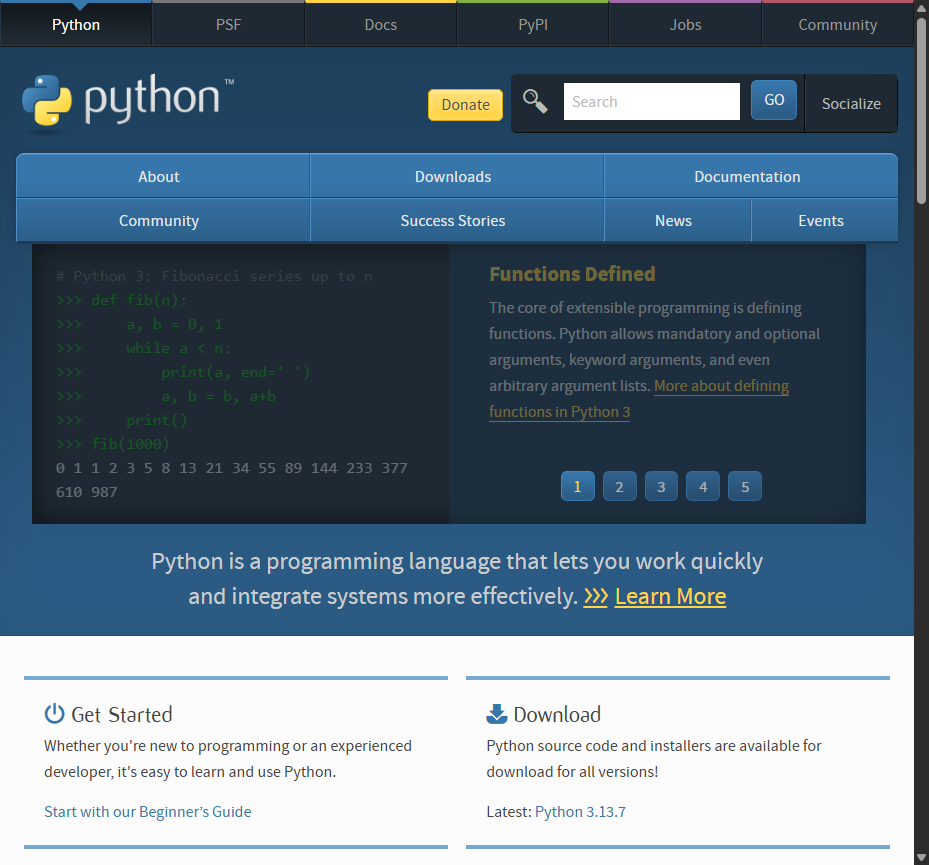 Python PSF Docs PyPI Jobs Community
python™
Donate
Search
GO
Socialize
About Downloads Documentation
Community Success Stories News Events
# Python 3: Fibonacci series up to n
>>> def fib(n):
>>>     a, b = 0, 1
>>>     while a < n:
>>>         print(a, end=' ')
>>>         a, b = b, a+b
>>>     print()
>>> fib(1000)
0 1 1 2 3 5 8 13 21 34 55 89 144 233 377
610 987
Functions Defined
The core of extensible programming is defining
functions. Python allows mandatory and optional
arguments, keyword arguments, and even
arbitrary argument lists. More about defining
functions in Python 3
1 2 3 4 5
Python is a programming language that lets you work quickly
and integrate systems more effectively. >>> Learn More
Get Started
Whether you're new to programming or an experienced
developer, it's easy to learn and use Python.
Start with our Beginner’s Guide
Download
Python source code and installers are available for
download for all versions!
Latest: Python 3.13.7